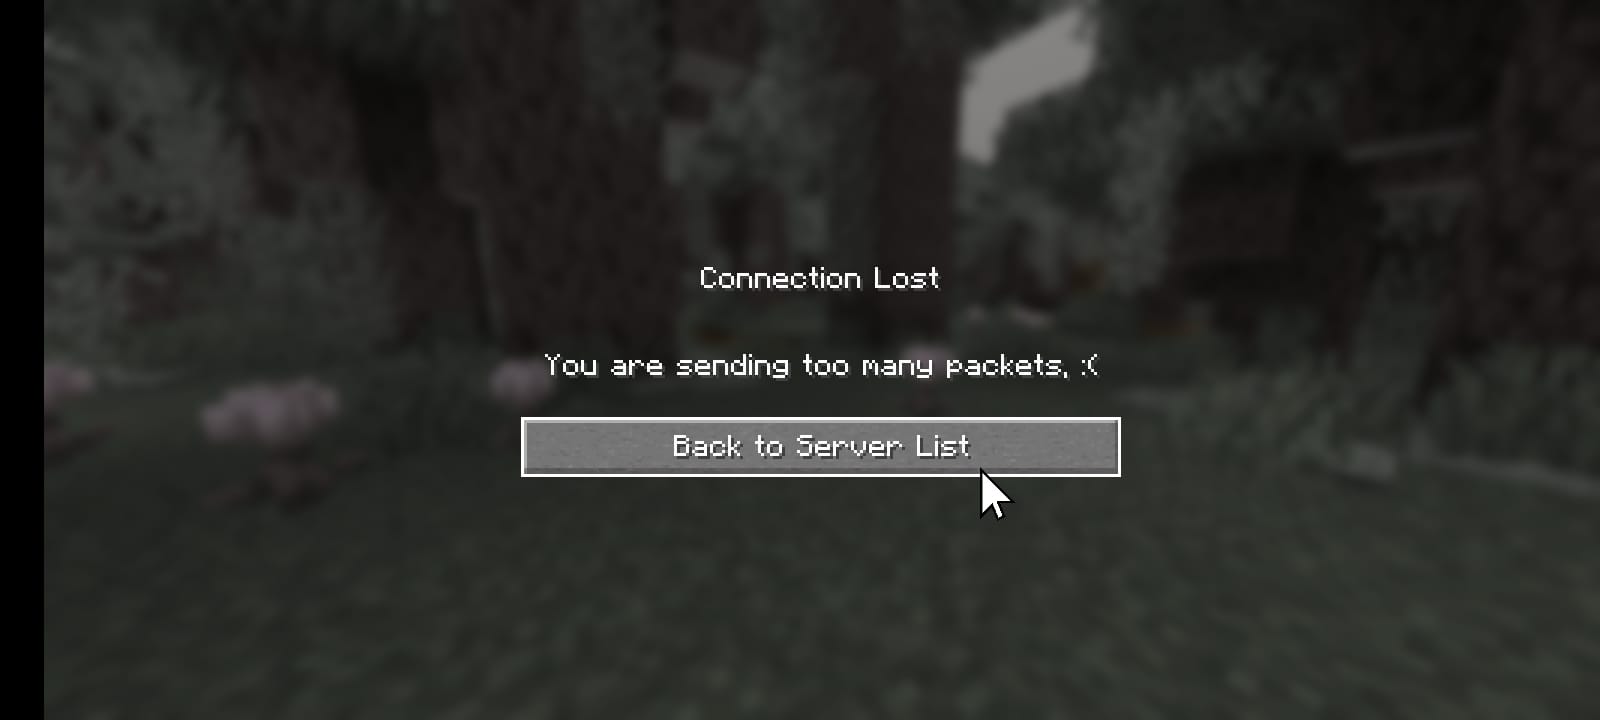 Connection Lost
You are sending too many packets, :(
Back to Server List